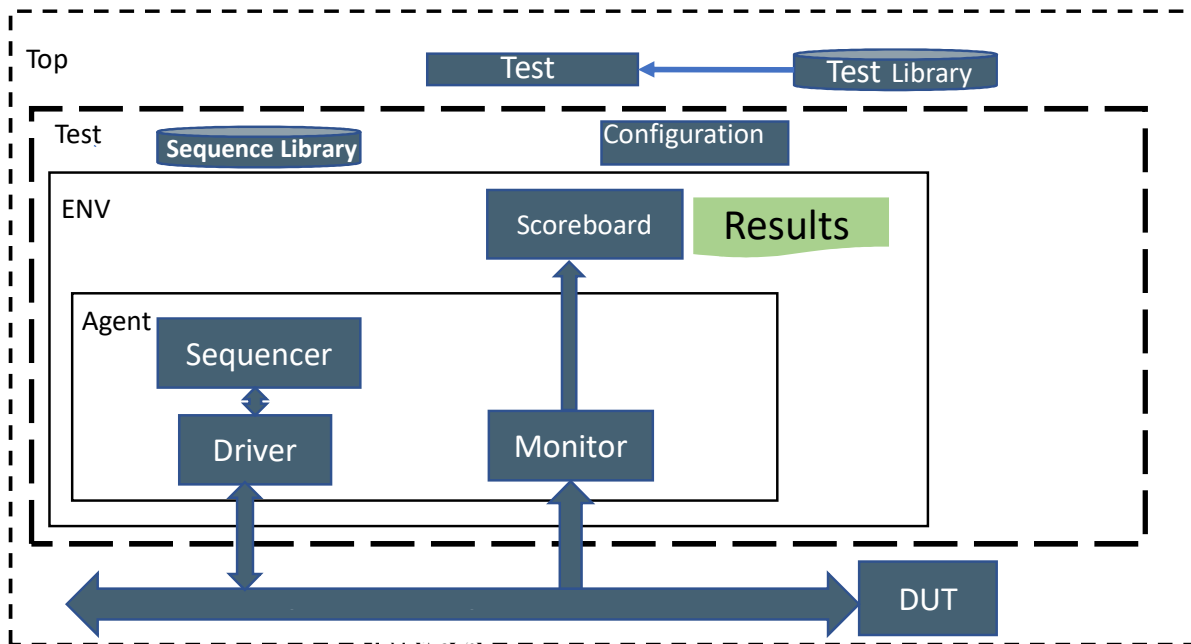 Top
Test
Test Library
Test
Sequence Library
Configuration
ENV
Scoreboard
Results
Agent
Sequencer
Driver
Monitor
DUT